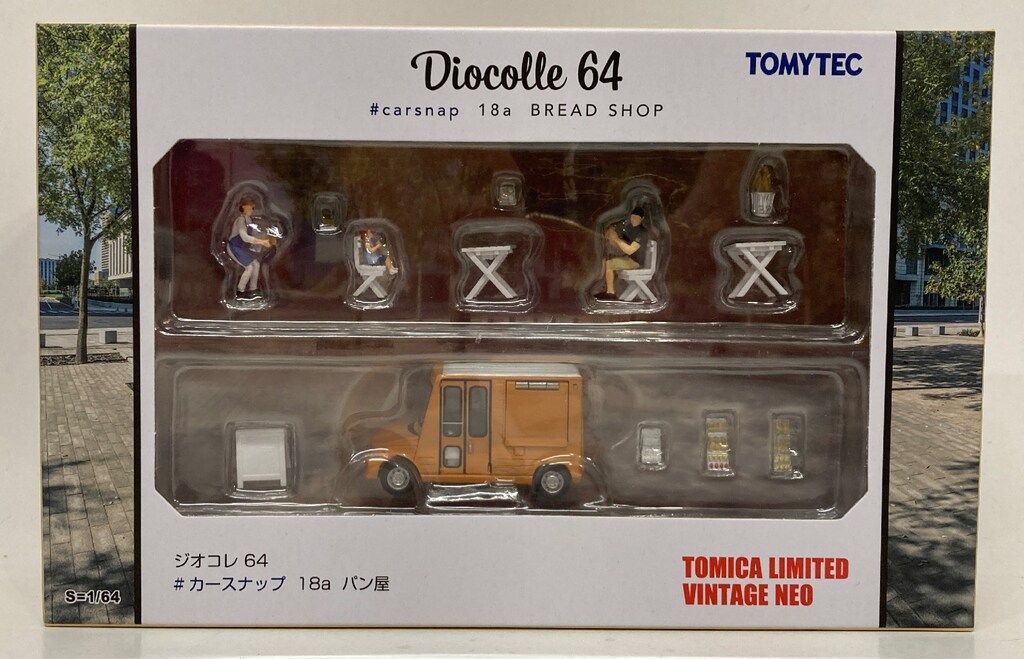 Diocolle 64
TOMYTEC
#carsnap 18a BREAD SHOP
ジオコレ 64
#カースナップ 18a パン屋
S=1/64
TOMICA LIMITED
VINTAGE NEO